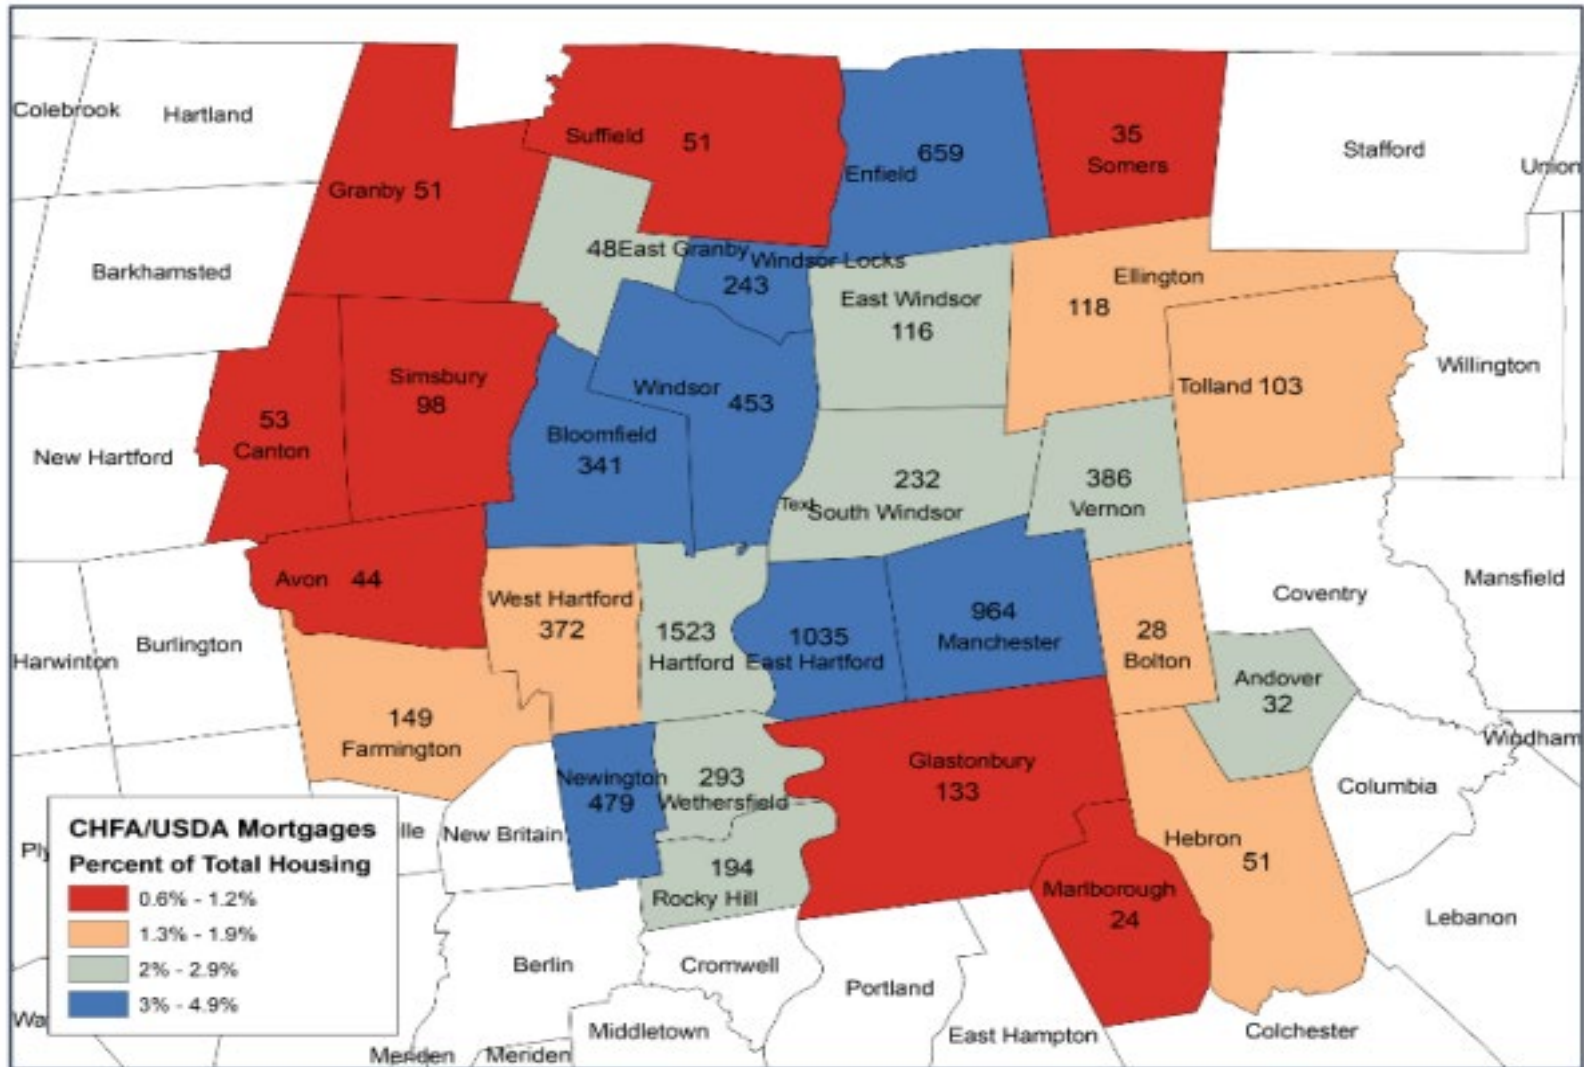 Colebrook
Hartland
Suffield 51
659
Enfield
35
Somers
Stafford
Union
Granby 51
Barkhamsted
48 East Granby
Windsor Locks
243
East Windsor
116
Ellington
118
Willington
Tolland 103
Simsbury
98
53
Canton
Windsor
453
Bloomfield
341
New Hartford
232
Text
South Windsor
386
Vernon
Avon 44
West Hartford
372
1523
Hartford
1035
East Hartford
964
Manchester
28
Bolton
Coventry
Mansfield
Harwinton
Burlington
Andover
32
149
Farmington
Newington
479
293
Wethersfield
Glastonbury
133
Windham
Columbia
Hebron
51
Ply
lle
New Britain
194
Rocky Hill
Marlborough
24
Lebanon
CHFA/USDA Mortgages
Percent of Total Housing
0.6% - 1.2%
1.3% - 1.9%
2% - 2.9%
3% - 4.9%
Wa
Berlin
Cromwell
Portland
Middletown
East Hampton
Colchester
Meriden
Meriden